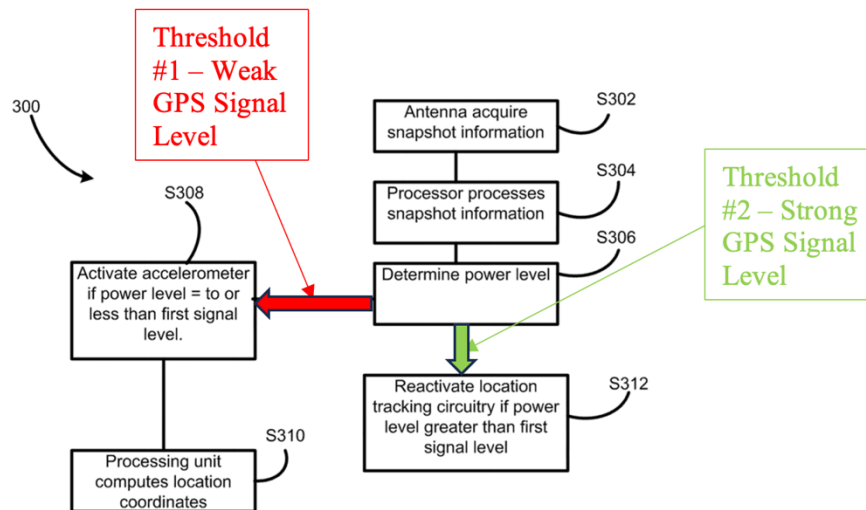 Threshold
#1 – Weak
GPS Signal
Level
300
Antenna acquire
snapshot information
S302
Processor processes
snapshot information
S304
Threshold
#2 – Strong
GPS Signal
Level
S308
S306
Activate accelerometer
if power level = to or
less than first signal
level.
Determine power level
Reactivate location
tracking circuitry if power
level greater than first
signal level
S312
S310
Processing unit
computes location
coordinates